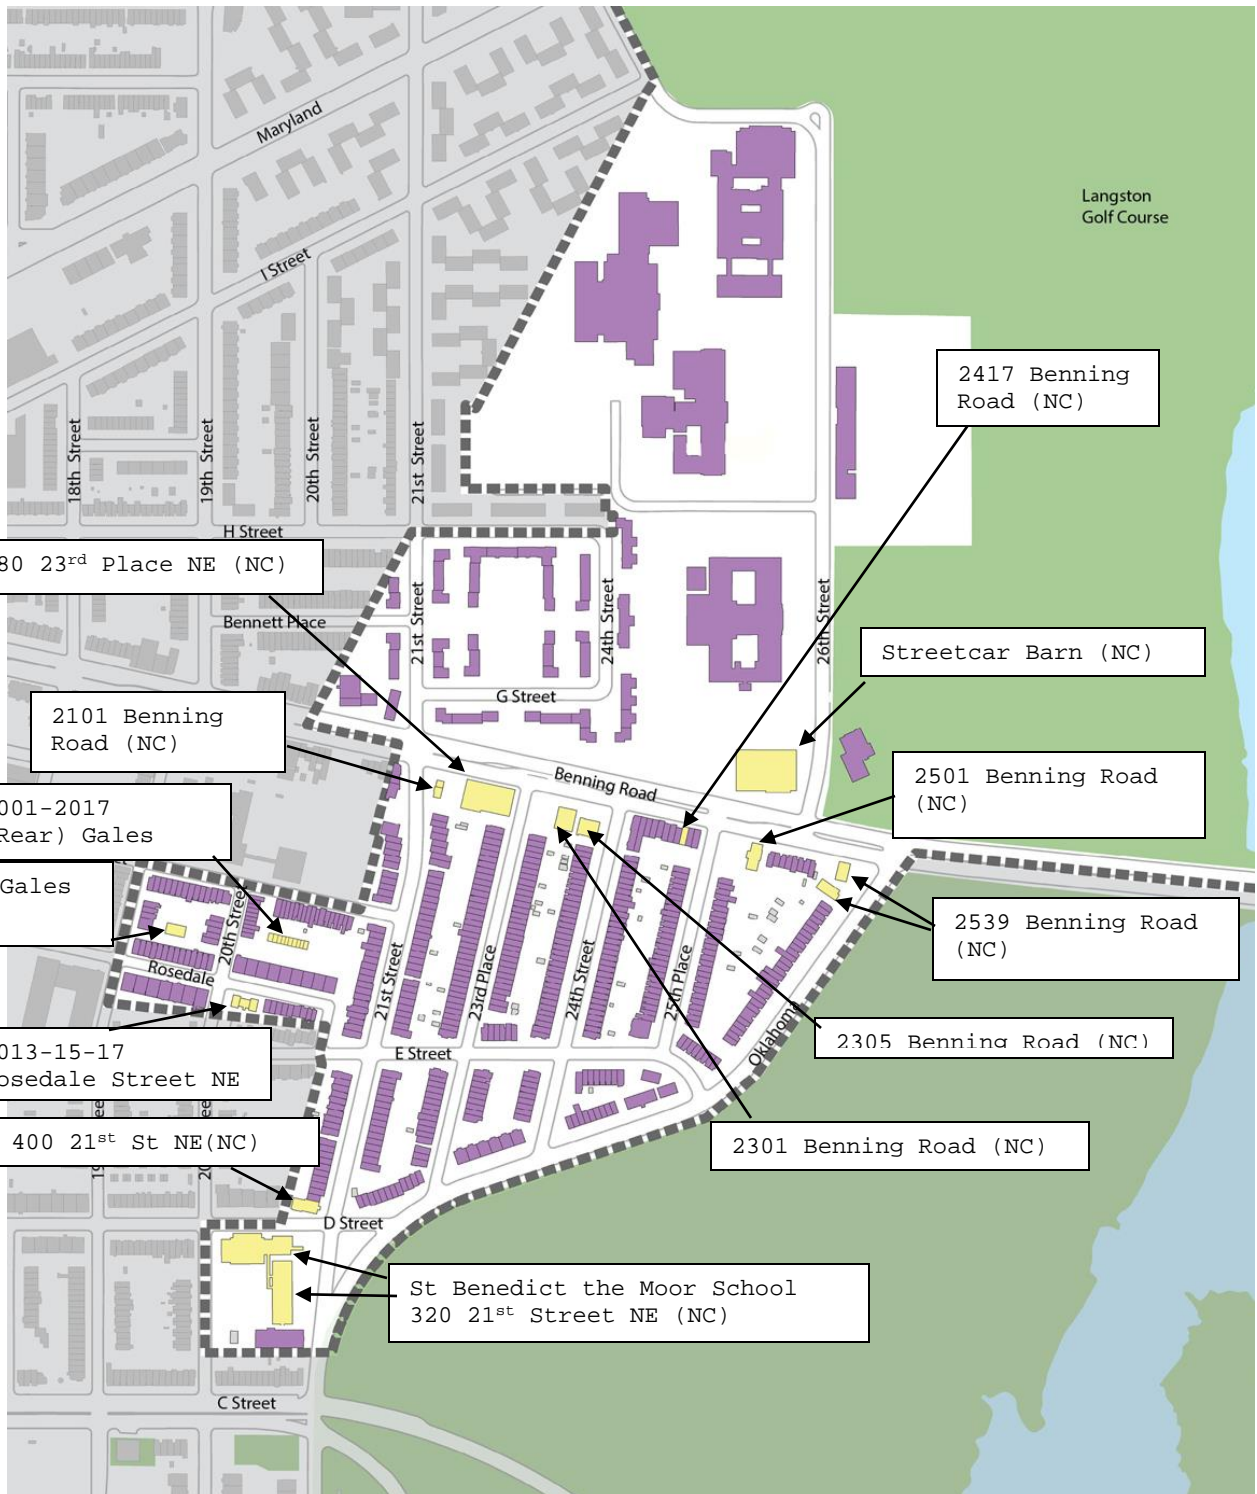 Maryland
Langston
Golf Course
I Street
2417 Benning
Road (NC)
18th Street
19th Street
20th Street
21st Street
H Street
80 23rd Place NE (NC)
Bennett Place
21st Street
24th Street
26th Street
Streetcar Barn (NC)
G Street
2101 Benning
Road (NC)
Benning Road
2501 Benning Road
(NC)
001-2017
Rear) Gales
Gales
20th Street
2539 Benning Road
(NC)
Rosedale
21st Street
23rd Place
24th Street
25th Place
Oklahoma
2305 Benning Road (NC)
013-15-17
osedale Street NE
E Street
400 21st St NE(NC)
2301 Benning Road (NC)
D Street
St Benedict the Moor School
320 21st Street NE (NC)
C Street